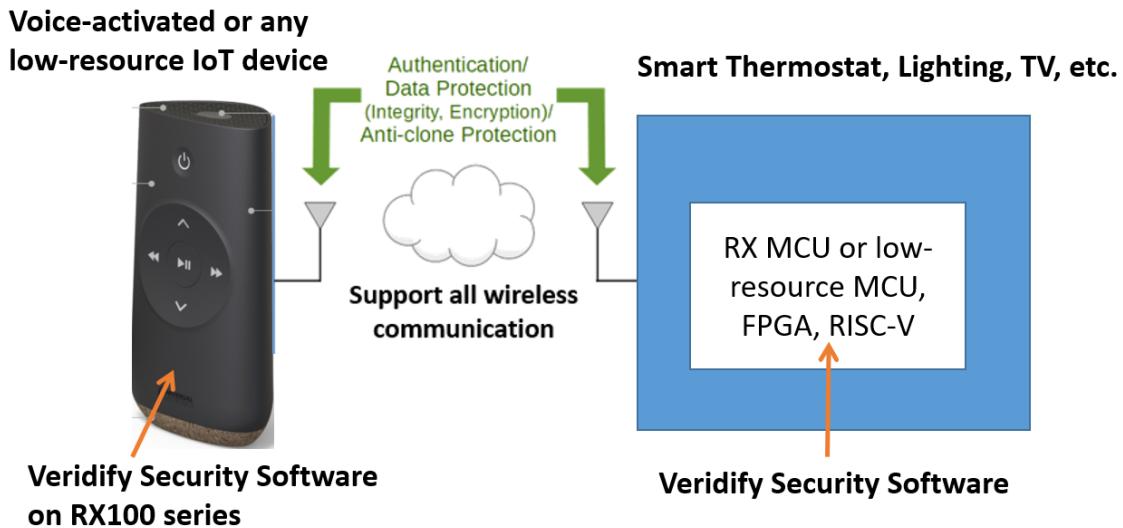 Voice-activated or any
low-resource IoT device
Authentication/
Data Protection
(Integrity, Encryption)/
Anti-clone Protection
Smart Thermostat, Lighting, TV, etc.
Support all wireless
communication
RX MCU or low-
resource MCU,
FPGA, RISC-V
Veridify Security Software
on RX100 series
Veridify Security Software